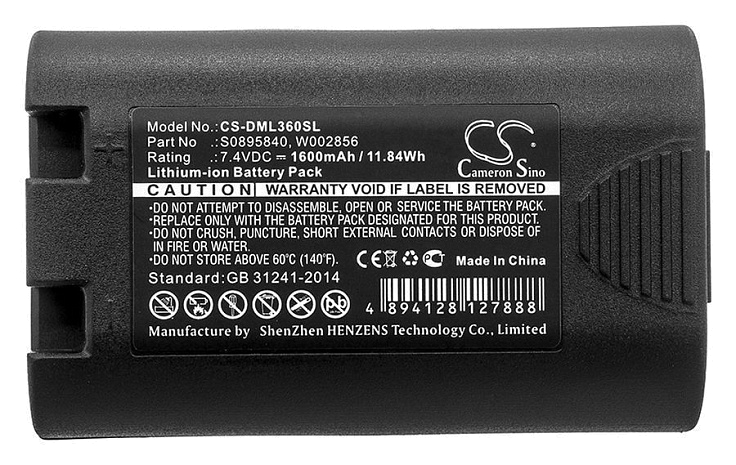 Model No.:CS-DML360SL
Part No :S0895840, W002856
Rating :7.4VDC ⎓ 1600mAh / 11.84Wh
Lithium-ion Battery Pack
CS
Cameron Sino
CAUTION WARRANTY VOID IF LABEL IS REMOVED
•DO NOT ATTEMPT TO DISASSEMBLE, OPEN OR SERVICE THE BATTERY.
•REPLACE ONLY WITH THE BATTERY PACK DESIGNATED FOR THIS PRODUCT.
•DO NOT CRUSH, PUNCTURE, SHORT EXTERNAL CONTACTS OR DISPOSE OF
IN FIRE OR WATER.
•DO NOT STORE ABOVE 60°C (140°F).
CE Made In China
Standard:GB 31241-2014
4 894128 127888
Manufacture by ShenZhen HENZENS Technology Co., Limited